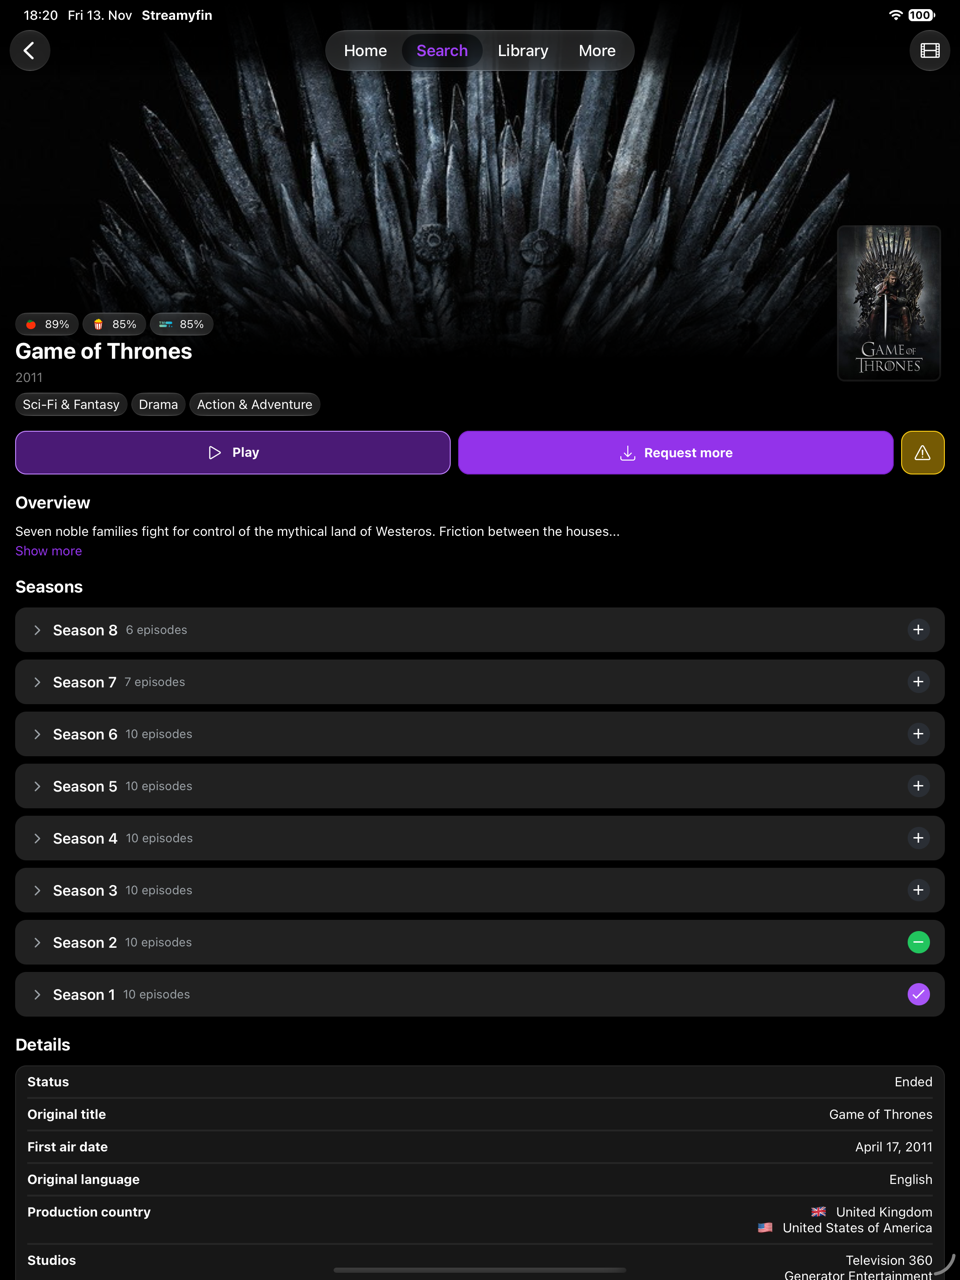 18:20 Fri 13. Nov Streamyfin
100
Home Search Library More
89% 85% 85%
Game of Thrones
2011
GAME OF
THRONES
Sci-Fi & Fantasy Drama Action & Adventure
Play Request more
Overview
Seven noble families fight for control of the mythical land of Westeros. Friction between the houses...
Show more
Seasons
Season 8 6 episodes
Season 7 7 episodes
Season 6 10 episodes
Season 5 10 episodes
Season 4 10 episodes
Season 3 10 episodes
Season 2 10 episodes
Season 1 10 episodes
Details
Status Ended
Original title Game of Thrones
First air date April 17, 2011
Original language English
Production country 🇬🇧 United Kingdom
🇺🇸 United States of America
Studios Television 360
Generator Entertainment